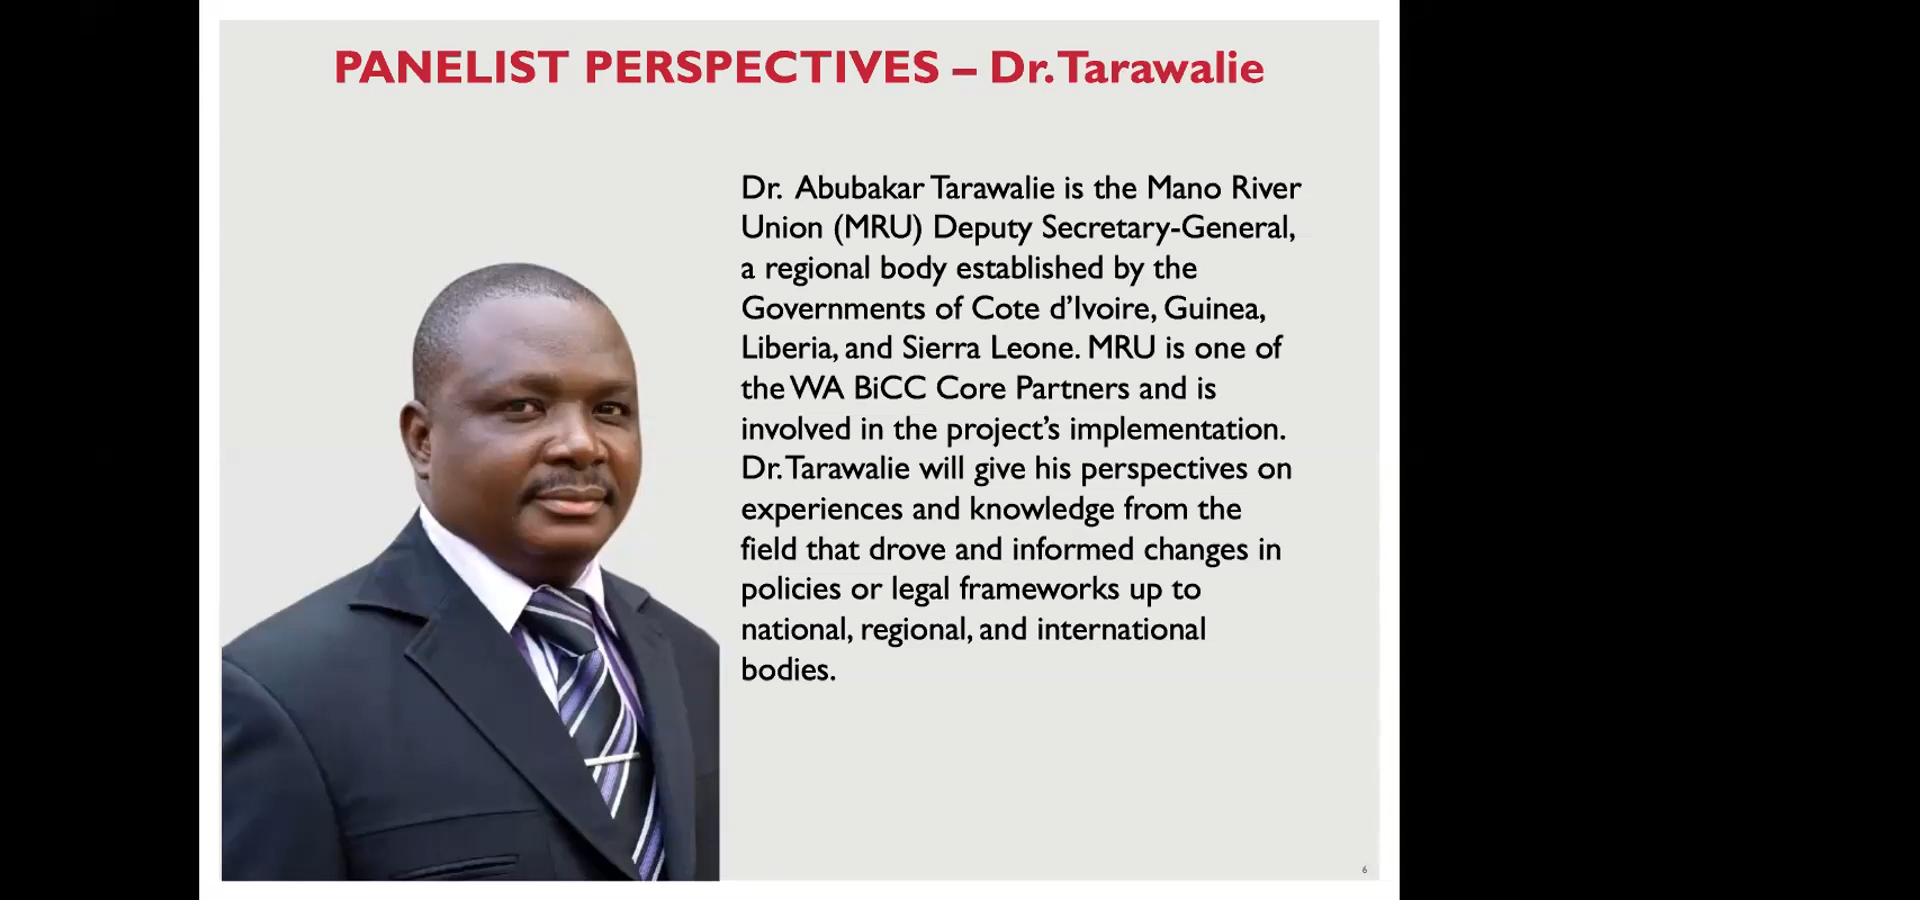 PANELIST PERSPECTIVES – Dr. Tarawalie
Dr. Abubakar Tarawalie is the Mano River
Union (MRU) Deputy Secretary-General,
a regional body established by the
Governments of Cote d’Ivoire, Guinea,
Liberia, and Sierra Leone. MRU is one of
the WA BiCC Core Partners and is
involved in the project’s implementation.
Dr. Tarawalie will give his perspectives on
experiences and knowledge from the
field that drove and informed changes in
policies or legal frameworks up to
national, regional, and international
bodies.
6